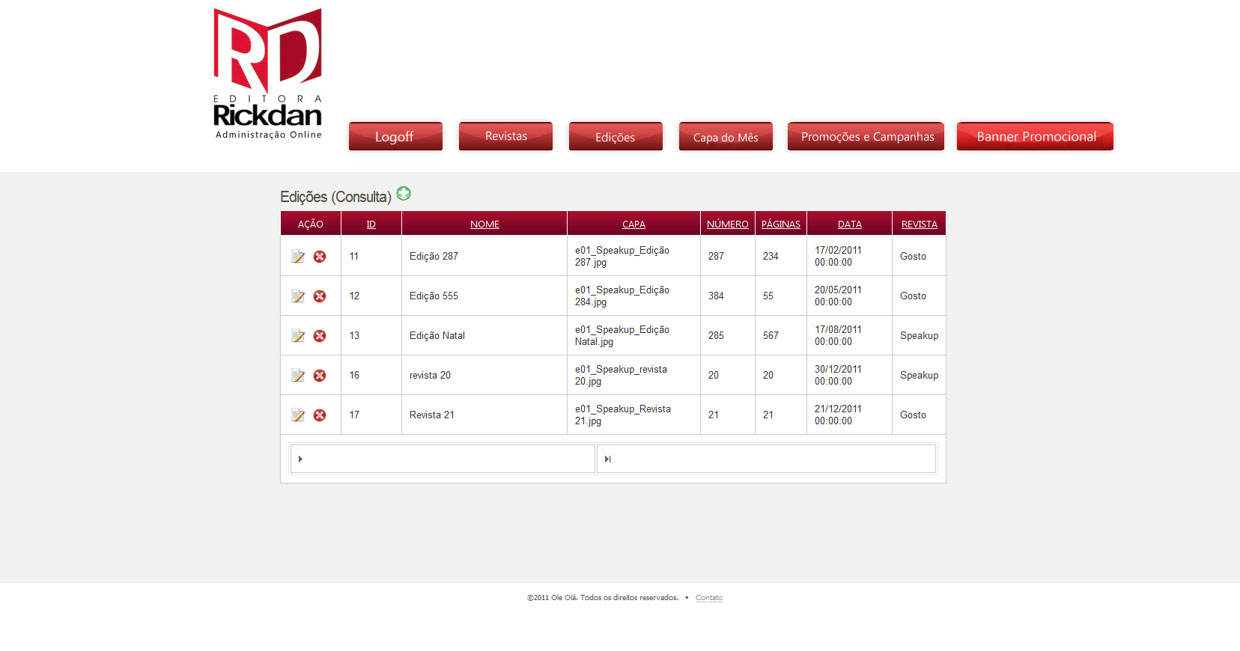 RD
EDITORA
Rickdan
Administração Online
Logoff
Revistas
Edições
Capa do Mês
Promoções e Campanhas
Banner Promocional
Edições (Consulta)
AÇÃO ID NOME CAPA NÚMERO PÁGINAS DATA REVISTA
11 Edição 287 e01_Speakup_Edição 287 234 17/02/2011 Gosto
287.jpg 00:00:00
12 Edição 555 e01_Speakup_Edição 384 55 20/05/2011 Gosto
284.jpg 00:00:00
13 Edição Natal e01_Speakup_Edição 285 567 17/08/2011 Speakup
Natal.jpg 00:00:00
16 revista 20 e01_Speakup_revista 20 20 30/12/2011 Speakup
20.jpg 00:00:00
17 Revista 21 e01_Speakup_Revista 21 21 21/12/2011 Gosto
21.jpg 00:00:00
©2011 Ole Olá. Todos os direitos reservados. • Contato